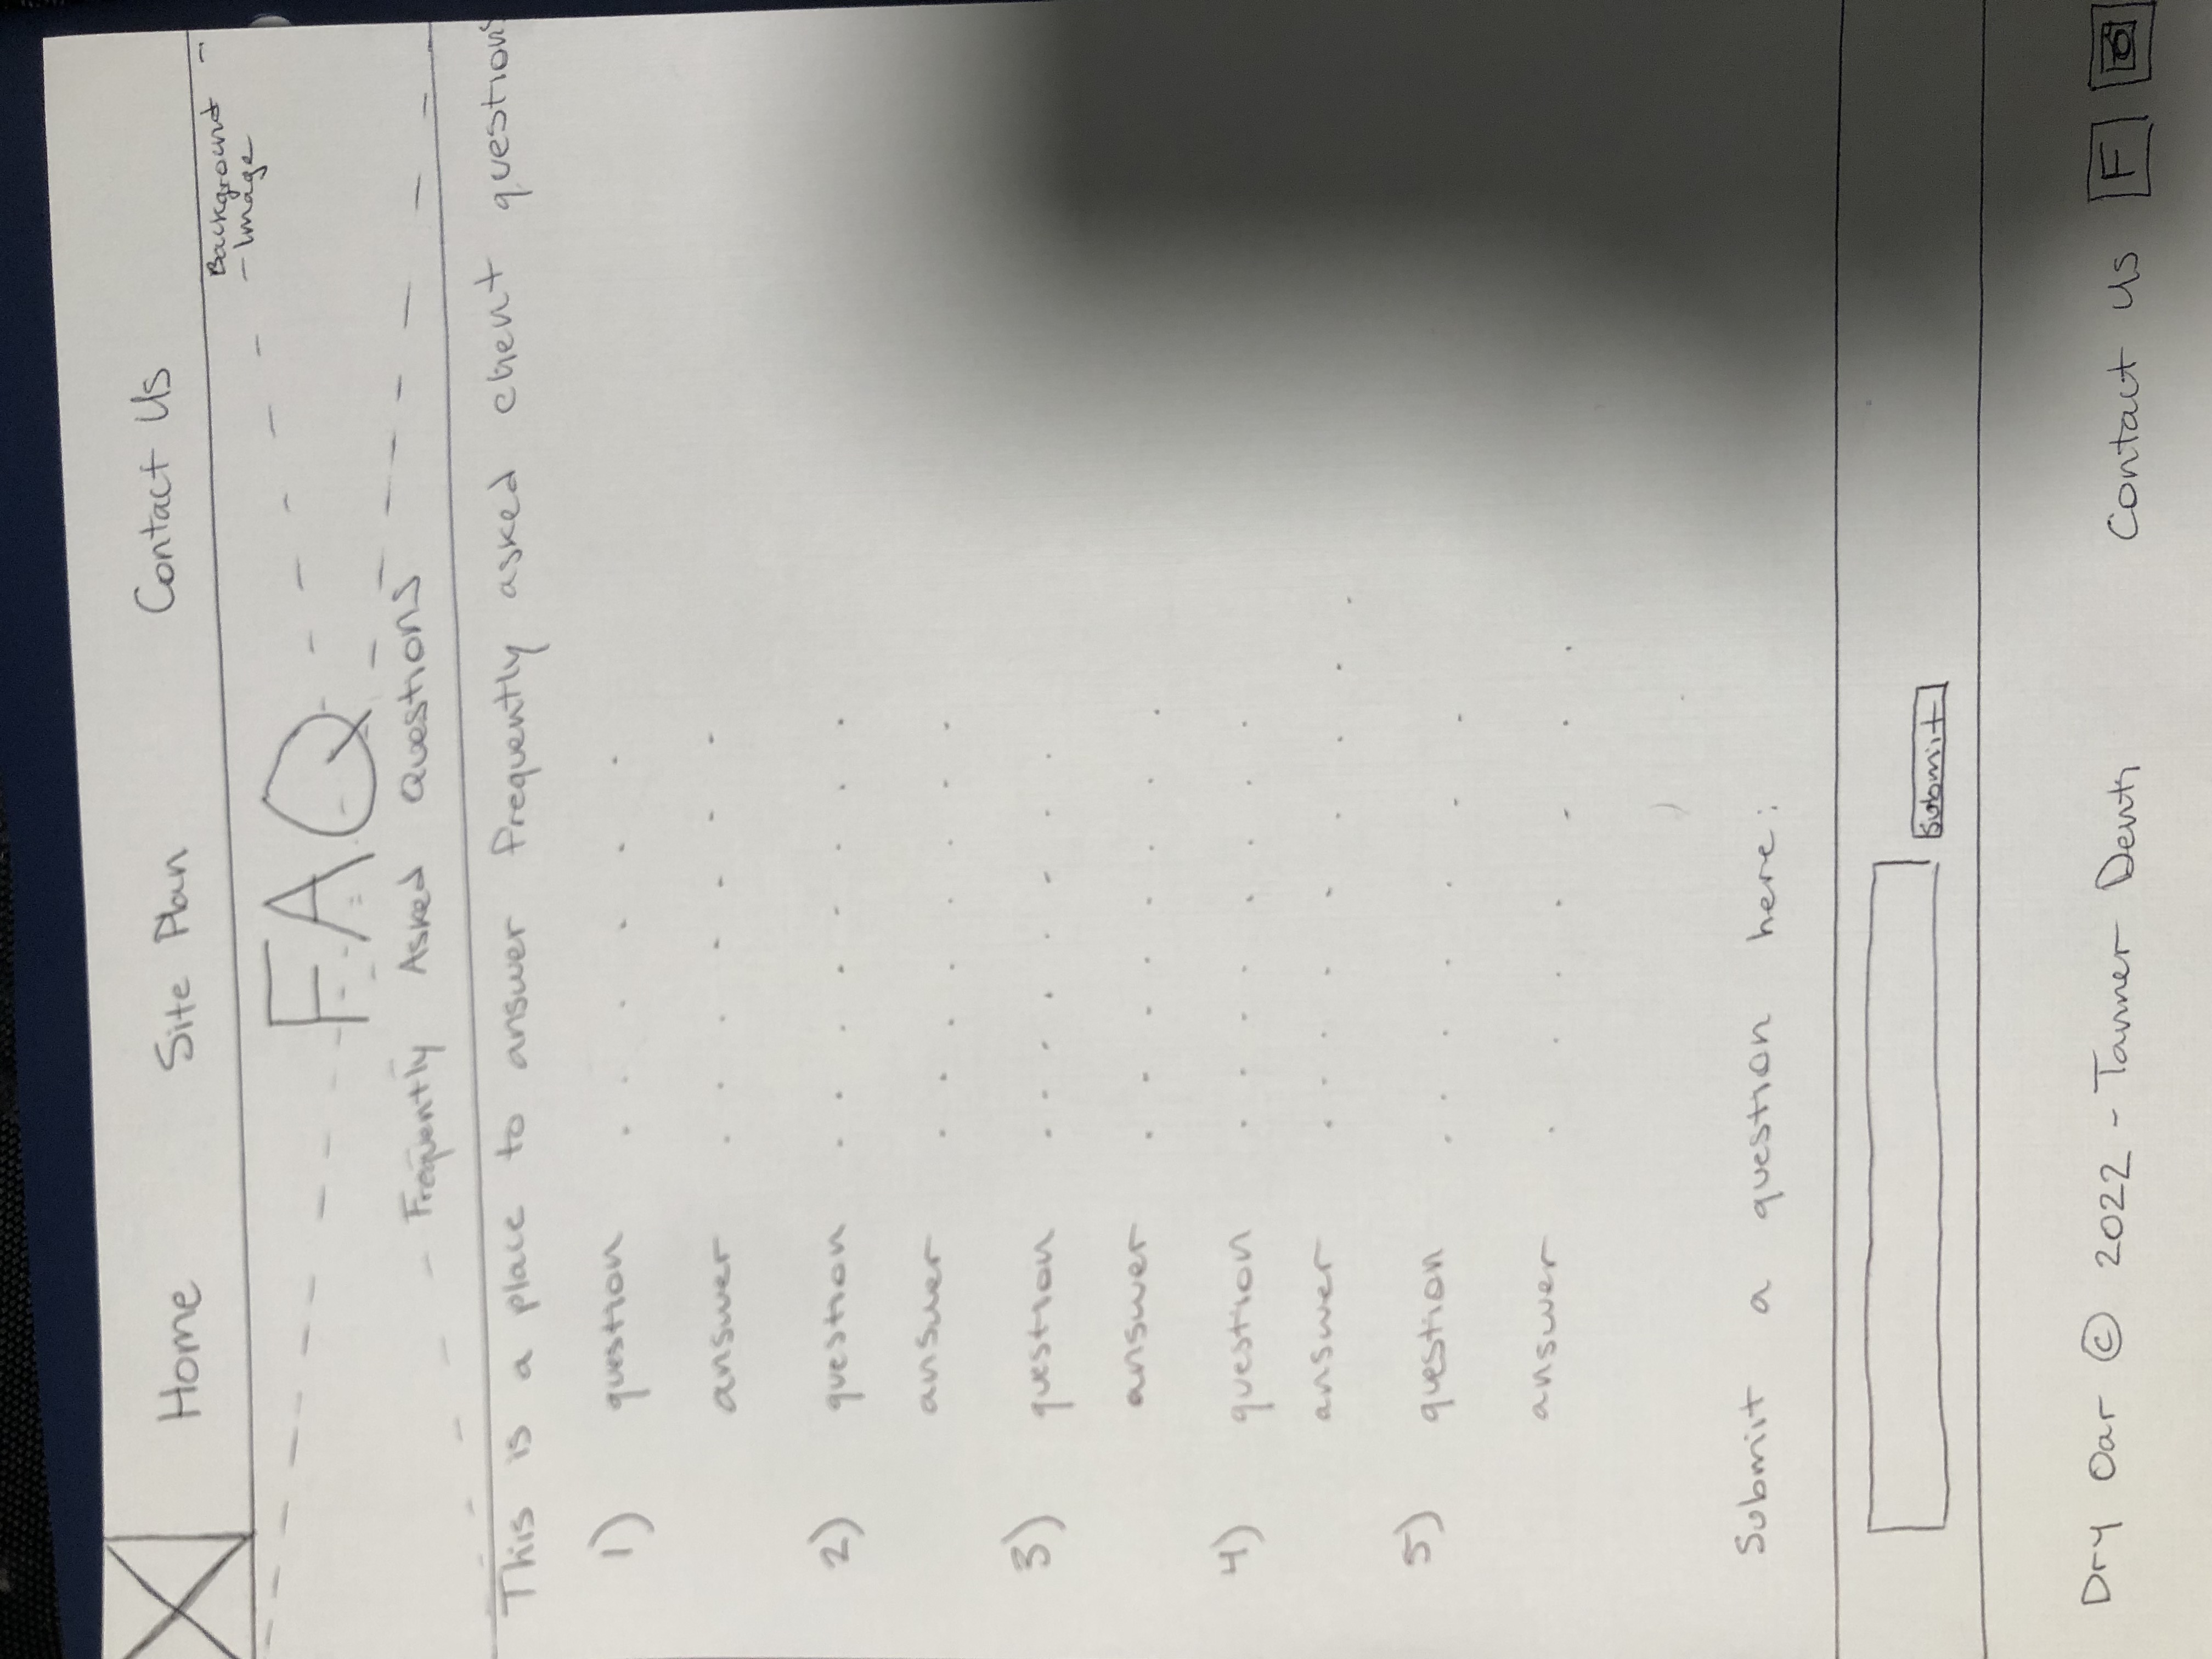 Home Site Plan Contact Us
Background
-Image
FAQ
Frequently Asked Questions
This is a place to answer frequently asked client questions
1) question . . . . . .
answer . . . . . . .
2) question . . . . . . . .
answer . . . . . . . .
3) question . . . . . . . .
answer . . . . . . . .
4) question . . . . . . . .
answer . . . . . . . . .
5) question . . . . . . .
answer . . . . . . .
Submit a question here:
Submit
Dry Oar © 2022 - Tanner Contact Us F